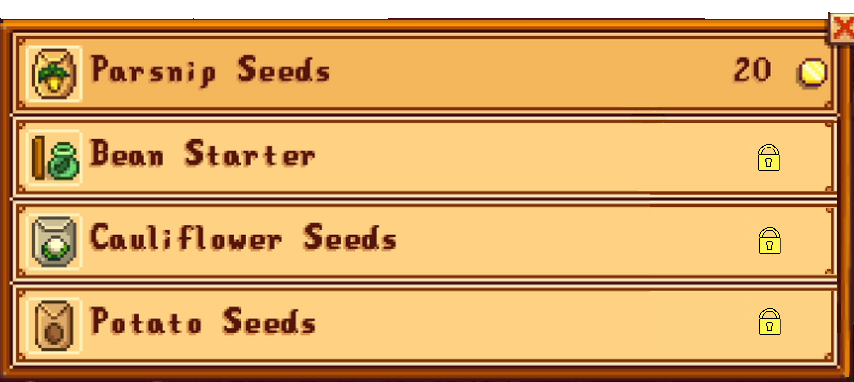 Parsnip Seeds 20
Bean Starter
Cauliflower Seeds
Potato Seeds